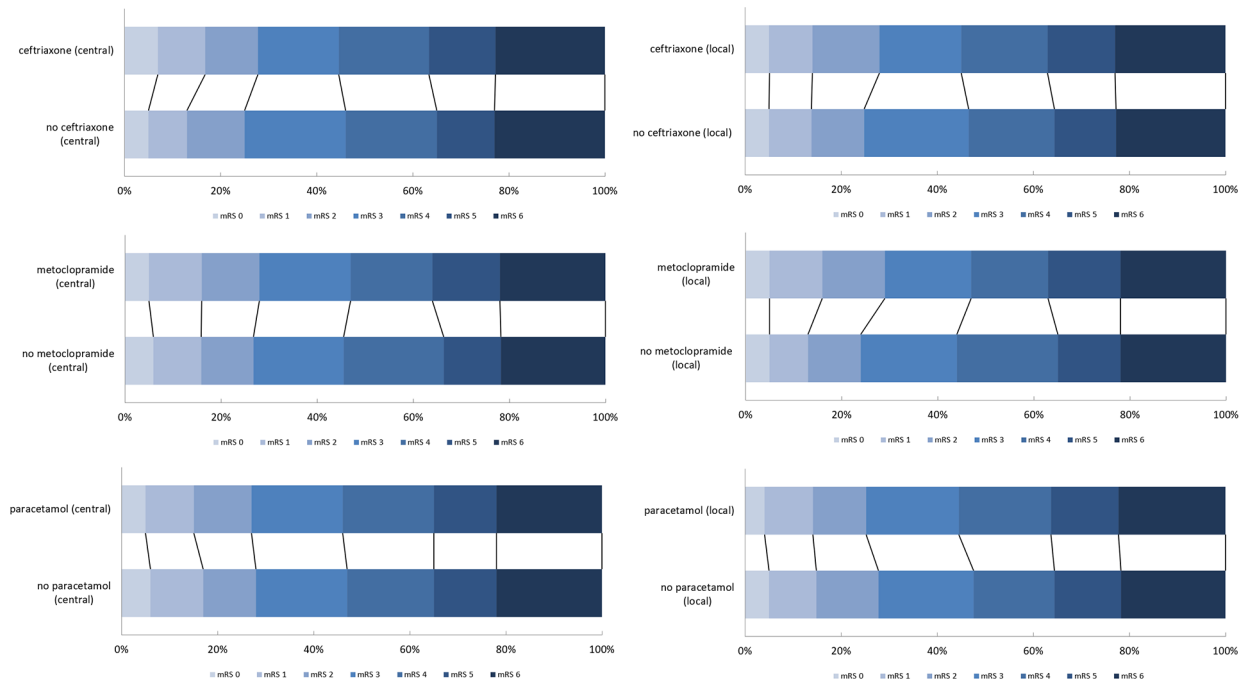 ceftriaxone (central)
no ceftriaxone
(central)
0% 20% 40% 60% 80% 100%
mRS 0 mRS 1 mRS 2 mRS 3 mRS 4 mRS 5 mRS 6
ceftriaxone (local)
no ceftriaxone (local)
0% 20% 40% 60% 80% 100%
mRS 0 mRS 1 mRS 2 mRS 3 mRS 4 mRS 5 mRS 6
metoclopramide
(central)
no metoclopramide
(central)
0% 20% 40% 60% 80% 100%
mRS 0 mRS 1 mRS 2 mRS 3 mRS 4 mRS 5 mRS 6
metoclopramide
(local)
no metoclopramide
(local)
0% 20% 40% 60% 80% 100%
mRS 0 mRS 1 mRS 2 mRS 3 mRS 4 mRS 5 mRS 6
paracetamol (central)
no paracetamol
(central)
0% 20% 40% 60% 80% 100%
mRS 0 mRS 1 mRS 2 mRS 3 mRS 4 mRS 5 mRS 6
paracetamol (local)
no paracetamol
(local)
0% 20% 40% 60% 80% 100%
mRS 0 mRS 1 mRS 2 mRS 3 mRS 4 mRS 5 mRS 6